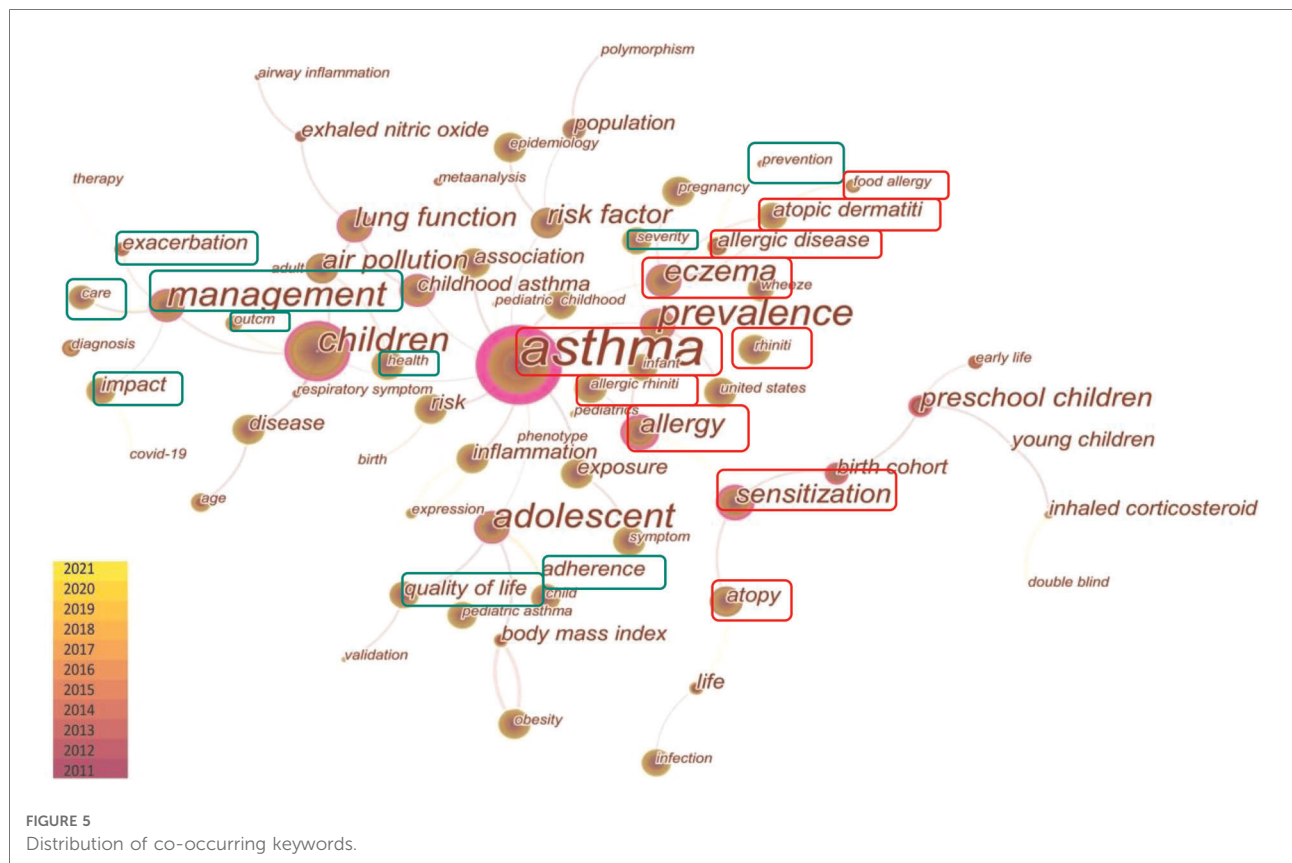 polymorphism
airway inflammation
exhaled nitric oxide
population
epidemiology
prevention
therapy
metaanalysis
pregnancy
food allergy
lung function
risk factor
atopic dermatiti
exacerbation
severity
allergic disease
adult
air pollution
association
eczema
care
management
childhood asthma
wheeze
pediatric childhood
outcm
prevalence
diagnosis
children
asthma
rhiniti
health
infant
early life
impact
respiratory symptom
allergic rhiniti
united states
risk
pediatrics
preschool children
disease
allergy
phenotype
young children
covid-19
birth
inflammation
exposure
birth cohort
age
sensitization
expression
adolescent
inhaled corticosteroid
symptom
adherence
double blind
quality of life
child
atopy
pediatric asthma
body mass index
validation
life
obesity
infection
2021
2020
2019
2018
2017
2016
2015
2014
2013
2012
2011
FIGURE 5
Distribution of co-occurring keywords.